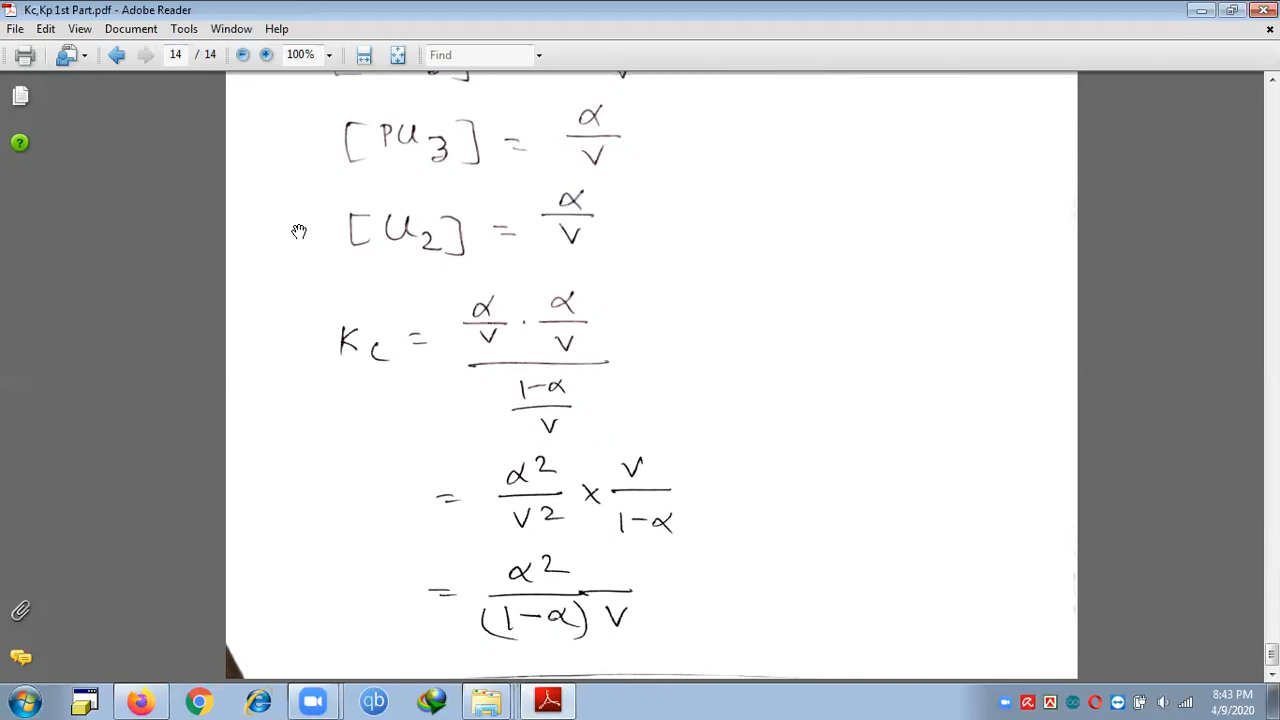 Kc,Kp 1st Part.pdf - Adobe Reader
File Edit View Document Tools Window Help
14 / 14 100% Find
[PCl3] = α/V
[Cl2] = α/V
Kc = (α/V · α/V) / ((1-α)/V)
= α²/V² × V/(1-α)
= α²/((1-α) V)
8:43 PM
4/9/2020